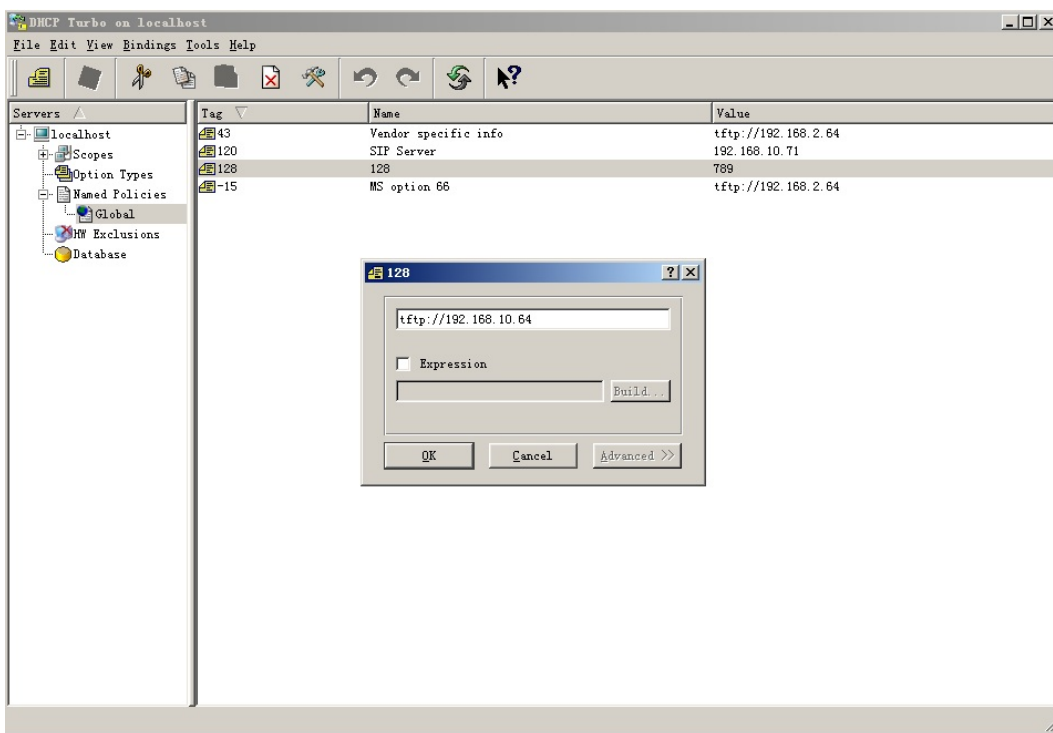 DHCP Turbo on localhost
File Edit View Bindings Tools Help
Servers
Tag Name Value
localhost
43 Vendor specific info tftp://192.168.2.64
Scopes
120 SIP Server 192.168.10.71
Option Types
128 128 789
Named Policies
-15 MS option 66 tftp://192.168.2.64
Global
HW Exclusions
Database
128
tftp://192.168.10.64
Expression
Build...
OK Cancel Advanced >>